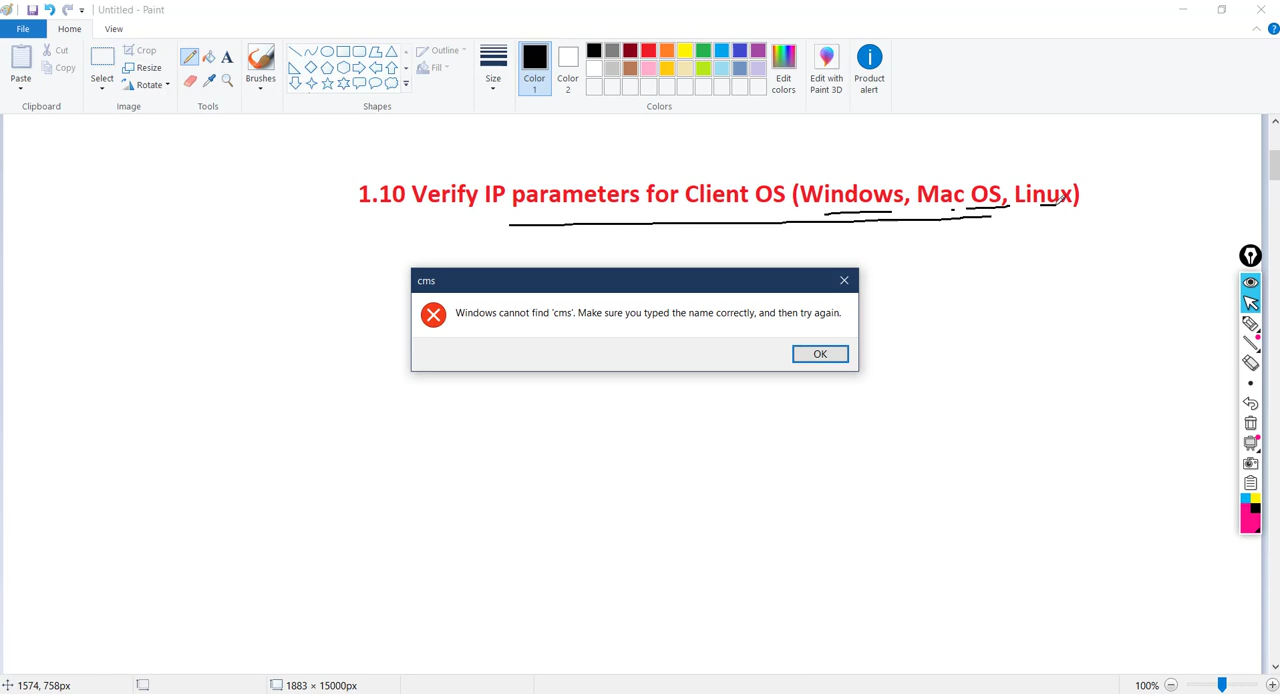 Untitled - Paint
File
Home
View
Paste
Cut
Copy
Clipboard
Select
Crop
Resize
Rotate
Image
A
Tools
Brushes
Outline
Fill
Shapes
Size
Color 1
Color 2
Edit colors
Colors
Edit with Paint 3D
Product alert
1.10 Verify IP parameters for Client OS (Windows, Mac OS, Linux)
cms
Windows cannot find 'cms'. Make sure you typed the name correctly, and then try again.
OK
1574, 758px
1883 × 15000px
100%